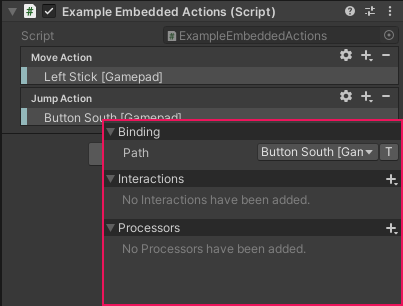 Example Embedded Actions (Script)
Script ExampleEmbeddedActions
Move Action
Left Stick [Gamepad]
Jump Action
Button South [Gamepad]
Binding
Path Button South [Gan T
Interactions
No Interactions have been added.
Processors
No Processors have been added.